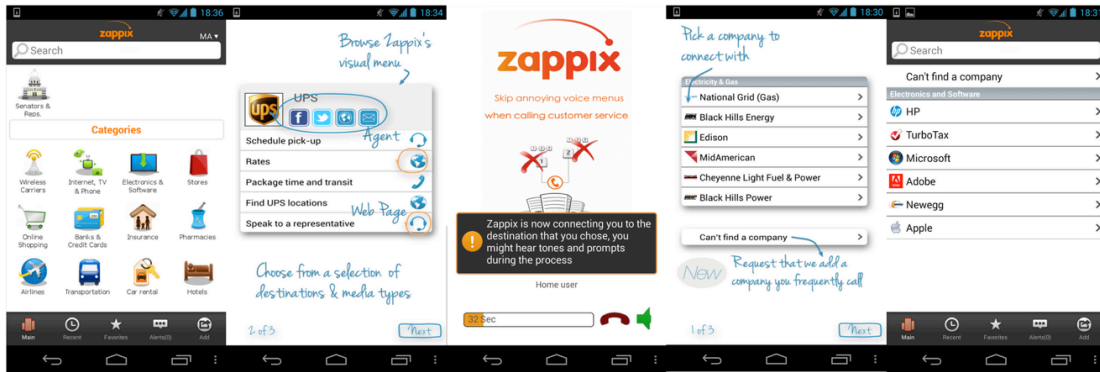 18:36
zappix
MA ▾
Search
Senators & Reps.
Categories
Wireless Carriers
Internet, TV & Phone
Electronics & Software
Stores
Online Shopping
Banks & Credit Cards
Insurance
Pharmacies
Airlines
Transportation
Car rental
Hotels
Main
Recent
Favorites
Alerts(0)
Add
18:34
Browse Zappix's
visual menu
ups
UPS
Agent
Schedule pick-up
Rates
Package time and transit
Find UPS locations
Web Page
Speak to a representative
Choose from a selection of
destinations & media types
2 of 3
Next
zappix
Skip annoying voice menus
when calling customer service
1
2
Zappix is now connecting you to the
destination that you chose, you
might hear tones and prompts
during the process
Home user
32 Sec
18:30
Pick a company to
connect with
Electricity & Gas
National Grid (Gas)
Black Hills Energy
Edison
MidAmerican
Cheyenne Light Fuel & Power
Black Hills Power
Can't find a company
New
Request that we add a
company you frequently call
1 of 3
Next
18:37
zappix
Search
Can't find a company
Electronics and Software
HP
TurboTax
Microsoft
Adobe
Newegg
Apple
Main
Recent
Favorites
Alerts(0)
Add